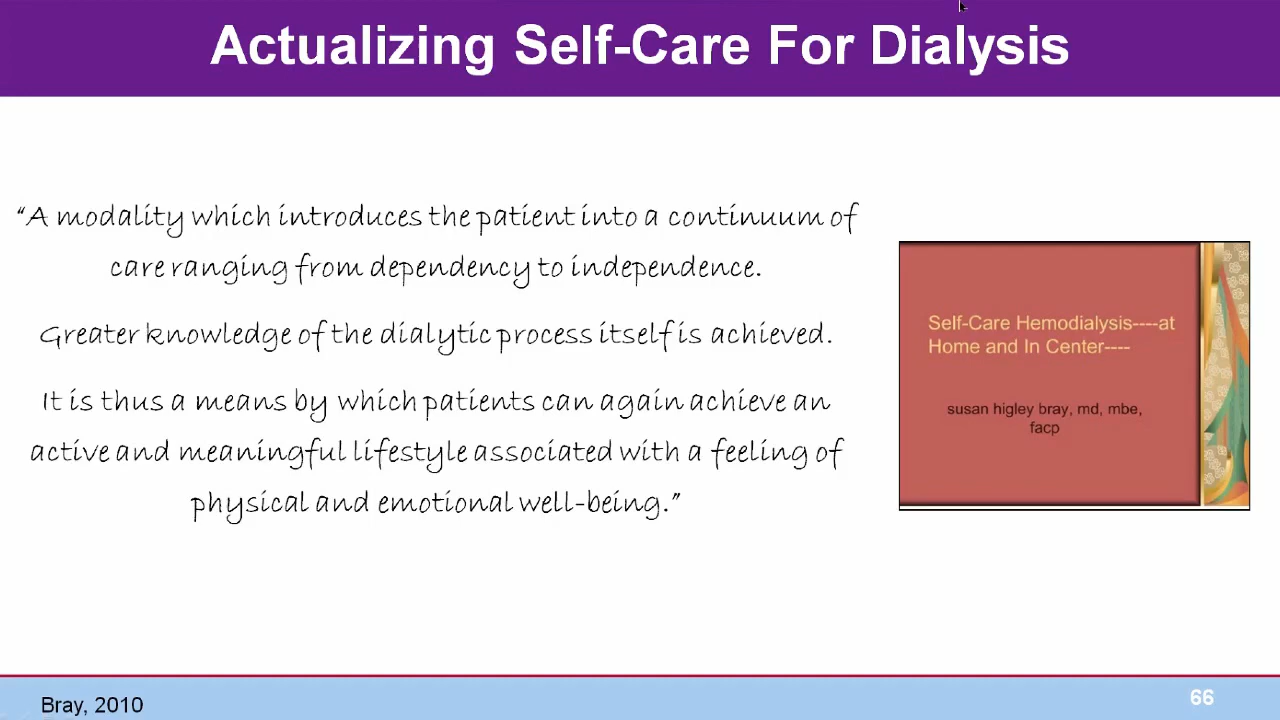 Actualizing Self-Care For Dialysis
“A modality which introduces the patient into a continuum of
care ranging from dependency to independence.
Greater knowledge of the dialytic process itself is achieved.
It is thus a means by which patients can again achieve an
active and meaningful lifestyle associated with a feeling of
physical and emotional well-being.”
Self-Care Hemodialysis----at
Home and In Center----
susan higley bray, md, mbe,
facp
Bray, 2010
66